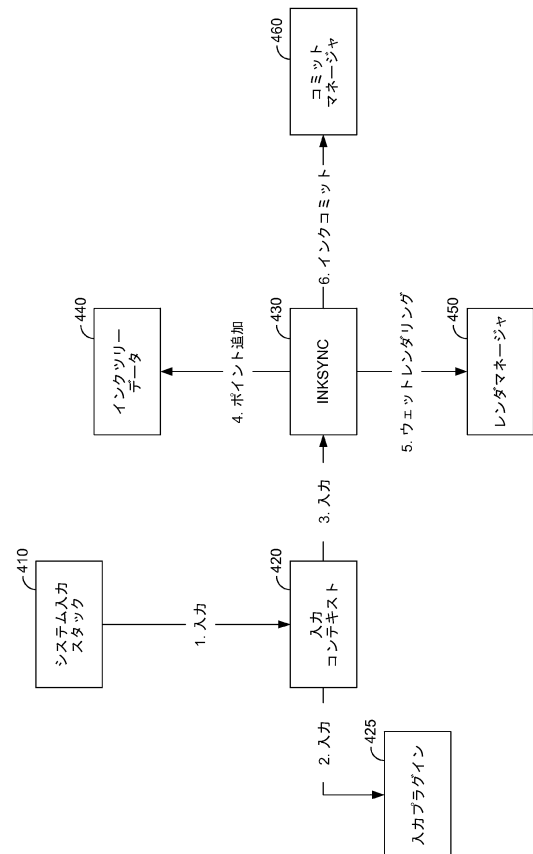 410
システム入力
スタック
1. 入力
420
入力
コンテキスト
2. 入力
425
入力プラグイン
3. 入力
430
INKSYNC
4. ポイント追加
440
インクツリー
データ
5. ウェットレンダリング
450
レンダマネージャ
6. インクコミット
460
コミット
マネージャ